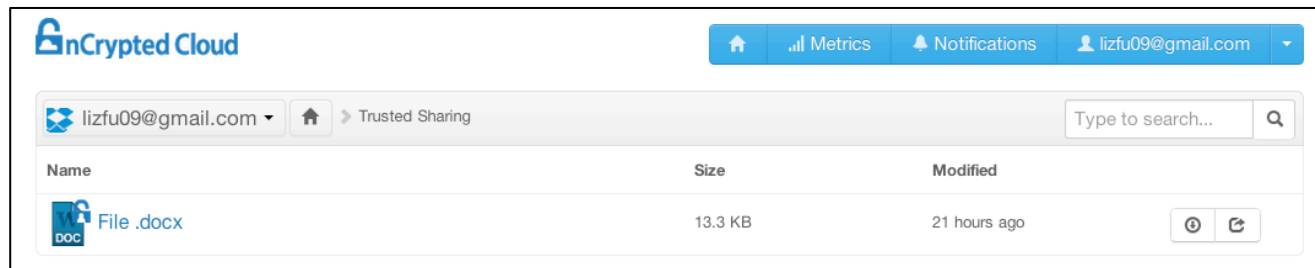 nCrypted Cloud
Metrics Notifications lizfu09@gmail.com
lizfu09@gmail.com Trusted Sharing Type to search...
Name Size Modified
W DOC File .docx 13.3 KB 21 hours ago